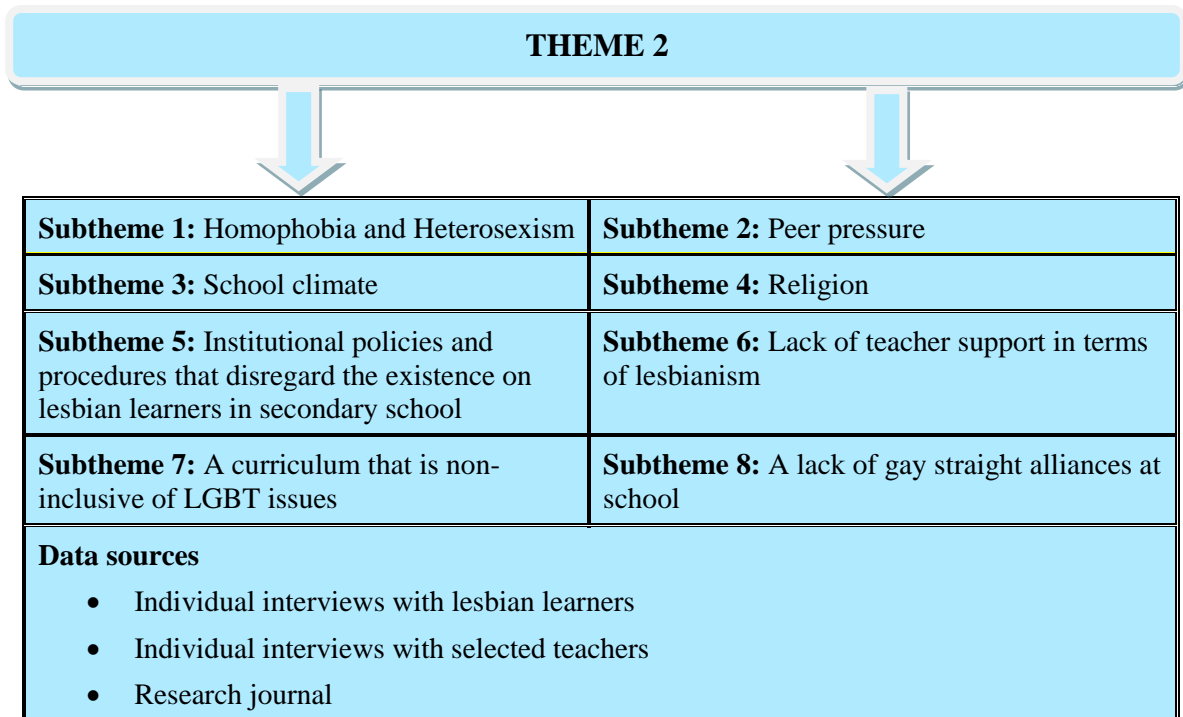 THEME 2
Subtheme 1: Homophobia and Heterosexism
Subtheme 2: Peer pressure
Subtheme 3: School climate
Subtheme 4: Religion
Subtheme 5: Institutional policies and
procedures that disregard the existence on
lesbian learners in secondary school
Subtheme 6: Lack of teacher support in terms
of lesbianism
Subtheme 7: A curriculum that is non-
inclusive of LGBT issues
Subtheme 8: A lack of gay straight alliances at
school
Data sources
• Individual interviews with lesbian learners
• Individual interviews with selected teachers
• Research journal